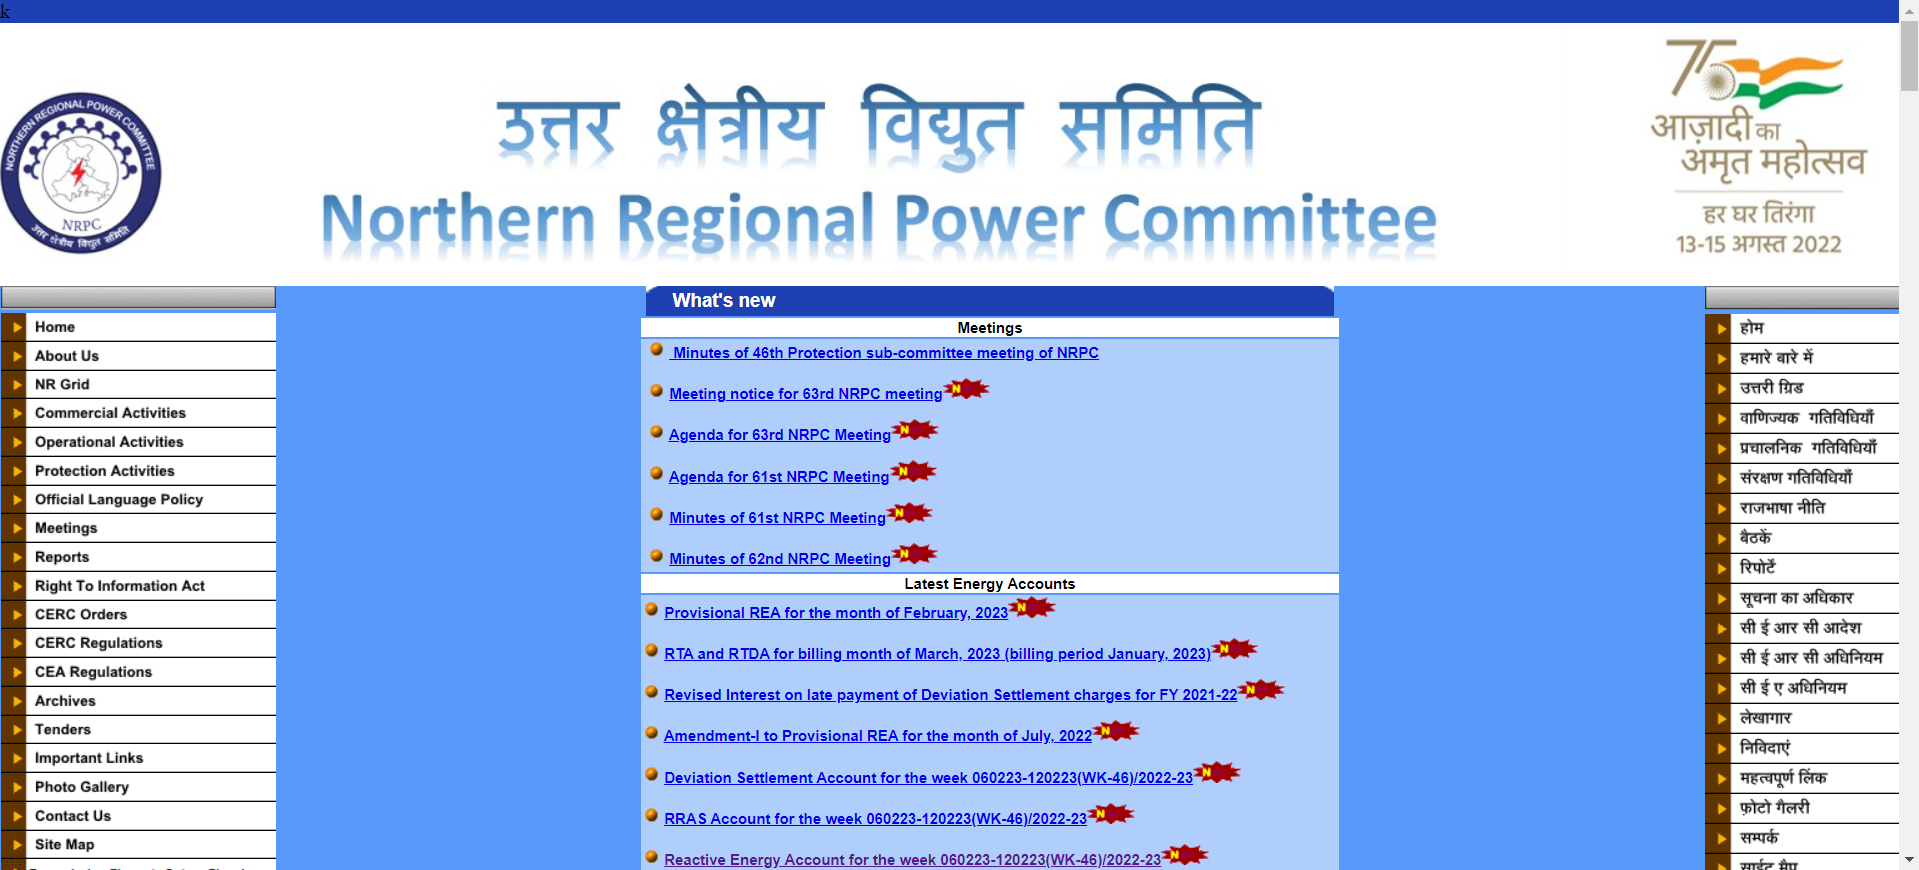 k
NORTHERN REGIONAL POWER COMMITTEE
NRPC
उत्तर क्षेत्रीय विद्युत समिति
उत्तर क्षेत्रीय विद्युत समिति
Northern Regional Power Committee
75
आज़ादी का
अमृत महोत्सव
हर घर तिरंगा
13-15 अगस्त 2022
Home
About Us
NR Grid
Commercial Activities
Operational Activities
Protection Activities
Official Language Policy
Meetings
Reports
Right To Information Act
CERC Orders
CERC Regulations
CEA Regulations
Archives
Tenders
Important Links
Photo Gallery
Contact Us
Site Map
What's new
Meetings
Minutes of 46th Protection sub-committee meeting of NRPC
Meeting notice for 63rd NRPC meeting
Agenda for 63rd NRPC Meeting
Agenda for 61st NRPC Meeting
Minutes of 61st NRPC Meeting
Minutes of 62nd NRPC Meeting
Latest Energy Accounts
Provisional REA for the month of February, 2023
RTA and RTDA for billing month of March, 2023 (billing period January, 2023)
Revised Interest on late payment of Deviation Settlement charges for FY 2021-22
Amendment-I to Provisional REA for the month of July, 2022
Deviation Settlement Account for the week 060223-120223(WK-46)/2022-23
RRAS Account for the week 060223-120223(WK-46)/2022-23
Reactive Energy Account for the week 060223-120223(WK-46)/2022-23
होम
हमारे बारे में
उत्तरी ग्रिड
वाणिज्यक गतिविधियाँ
प्रचालनिक गतिविधियाँ
संरक्षण गतिविधियाँ
राजभाषा नीति
बैठकें
रिपोर्टें
सूचना का अधिकार
सी ई आर सी आदेश
सी ई आर सी अधिनियम
सी ई ए अधिनियम
लेखागार
निविदाएं
महत्वपूर्ण लिंक
फ़ोटो गैलरी
सम्पर्क
साईट मैप